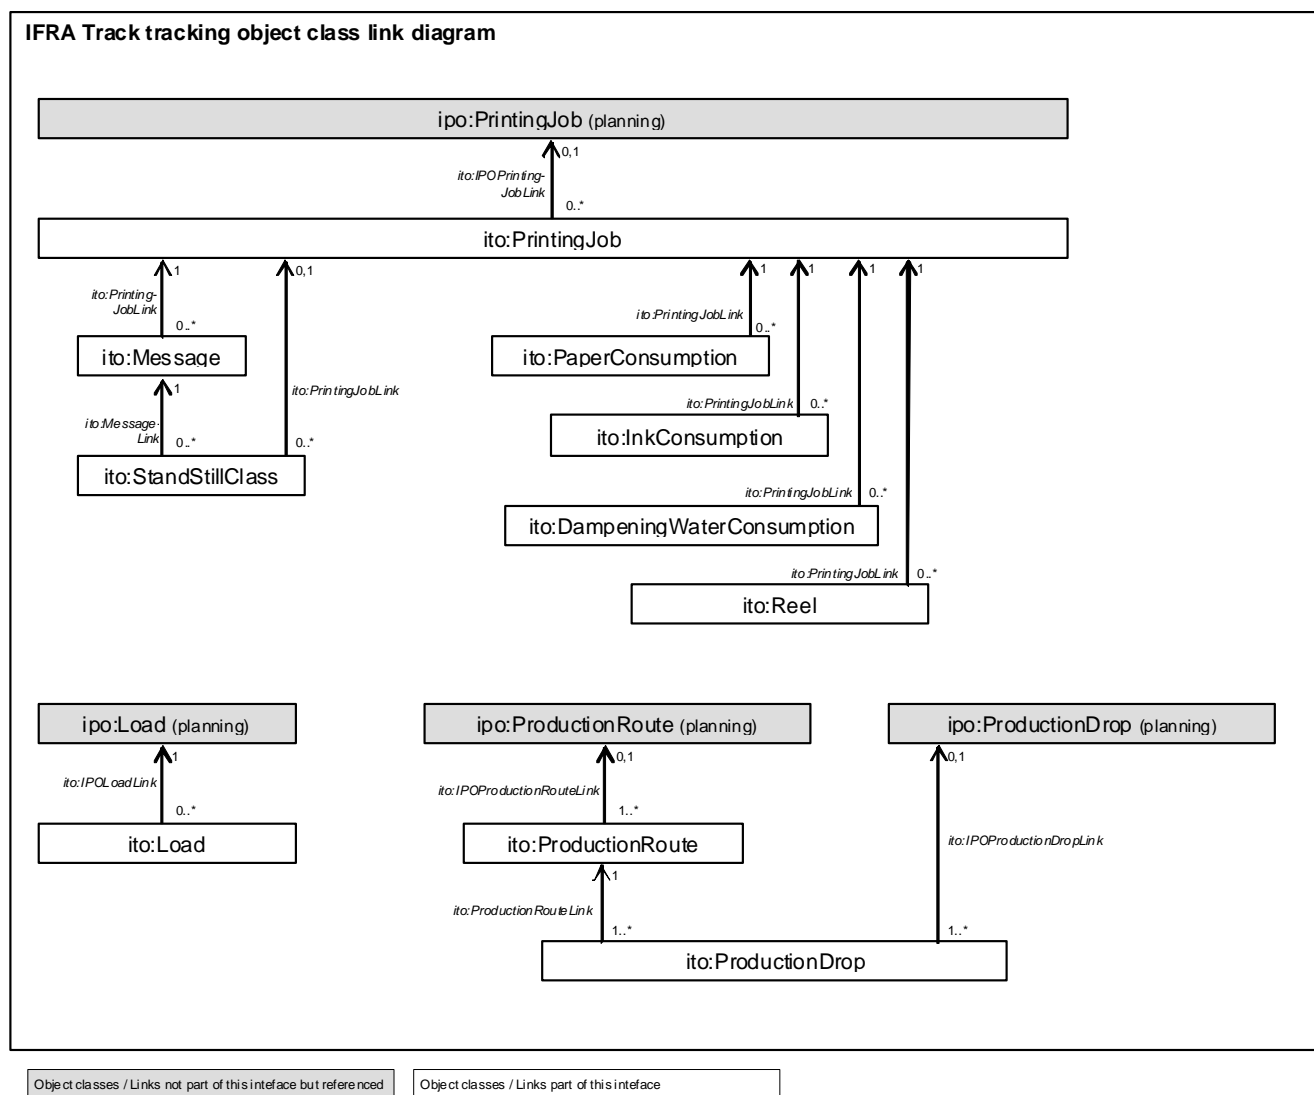 IFRA Track tracking object class link diagram
ipo:PrintingJob (planning)
0,1
ito:IPOPrinting-
JobLink
0..*
ito:PrintingJob
1
0,1
1
1
1
1
ito:Printing-
JobLink
0..*
ito:PrintingJobLink
0..*
ito:Message
ito:PaperConsumption
1
ito:PrintingJobLink
ito:PrintingJobLink
0..*
ito:Message-
Link
0..*
0..*
ito:InkConsumption
ito:StandStillClass
ito:PrintingJobLink
0..*
ito:DampeningWaterConsumption
ito:PrintingJobLink
0..*
ito:Reel
ipo:Load (planning)
ipo:ProductionRoute (planning)
ipo:ProductionDrop (planning)
1
0,1
0,1
ito:IPOLoadLink
ito:IPOProductionRouteLink
0..*
1..*
ito:Load
ito:ProductionRoute
ito:IPOProductionDropLink
1
ito:ProductionRouteLink
1..*
1..*
ito:ProductionDrop
Object classes / Links not part of this inteface but referenced
Object classes / Links part of this inteface